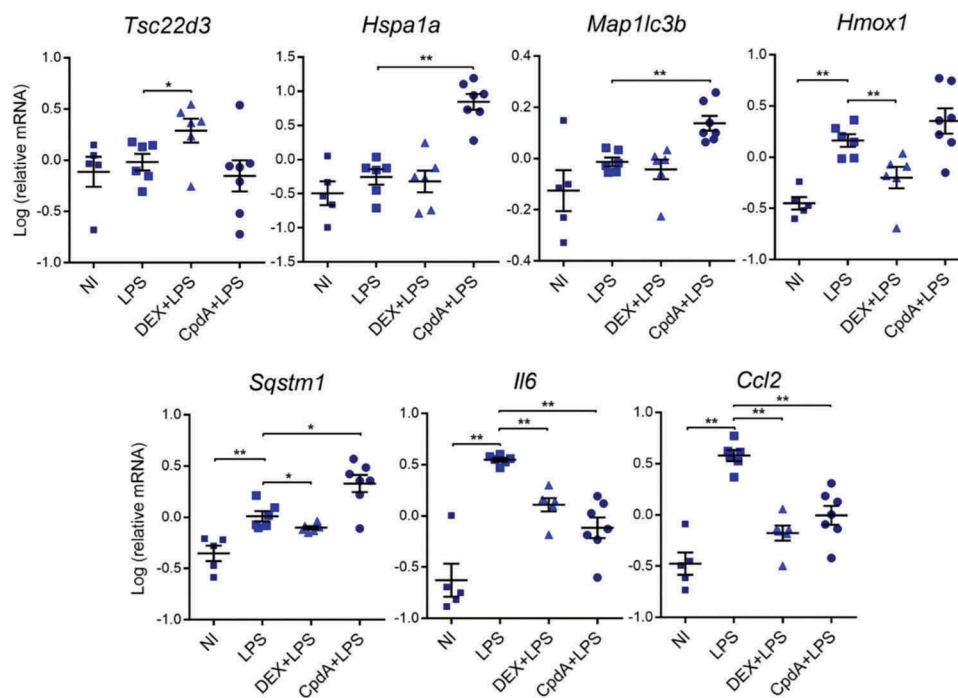 Tsc22d3
Hspa1a
Map1lc3b
Hmox1
Log (relative mRNA)
1.0
0.5
0.0
-0.5
-1.0
*
NI
LPS
DEX+LPS
CpdA+LPS
1.5
1.0
0.5
0.0
-0.5
-1.0
-1.5
**
NI
LPS
DEX+LPS
CpdA+LPS
0.4
0.2
0.0
-0.2
-0.4
**
NI
LPS
DEX+LPS
CpdA+LPS
1.0
0.5
0.0
-0.5
-1.0
**
**
NI
LPS
DEX+LPS
CpdA+LPS
Sqstm1
Il6
Ccl2
Log (relative mRNA)
1.0
0.5
0.0
-0.5
-1.0
*
**
*
NI
LPS
DEX+LPS
CpdA+LPS
1.0
0.5
0.0
-0.5
-1.0
**
**
**
NI
LPS
DEX+LPS
CpdA+LPS
1.0
0.5
0.0
-0.5
-1.0
**
**
**
NI
LPS
DEX+LPS
CpdA+LPS